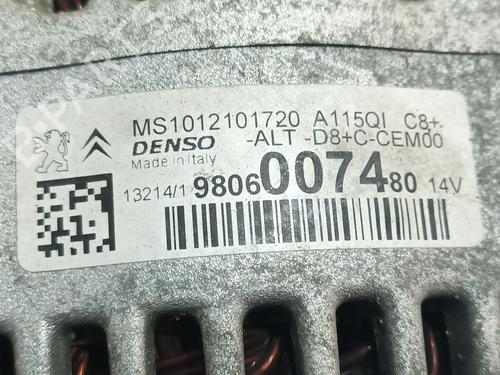 MS1012101720 A115QI C8+.
DENSO -ALT -D8+C-CEM00
Made in Italy
13214/1 9806007480 14V